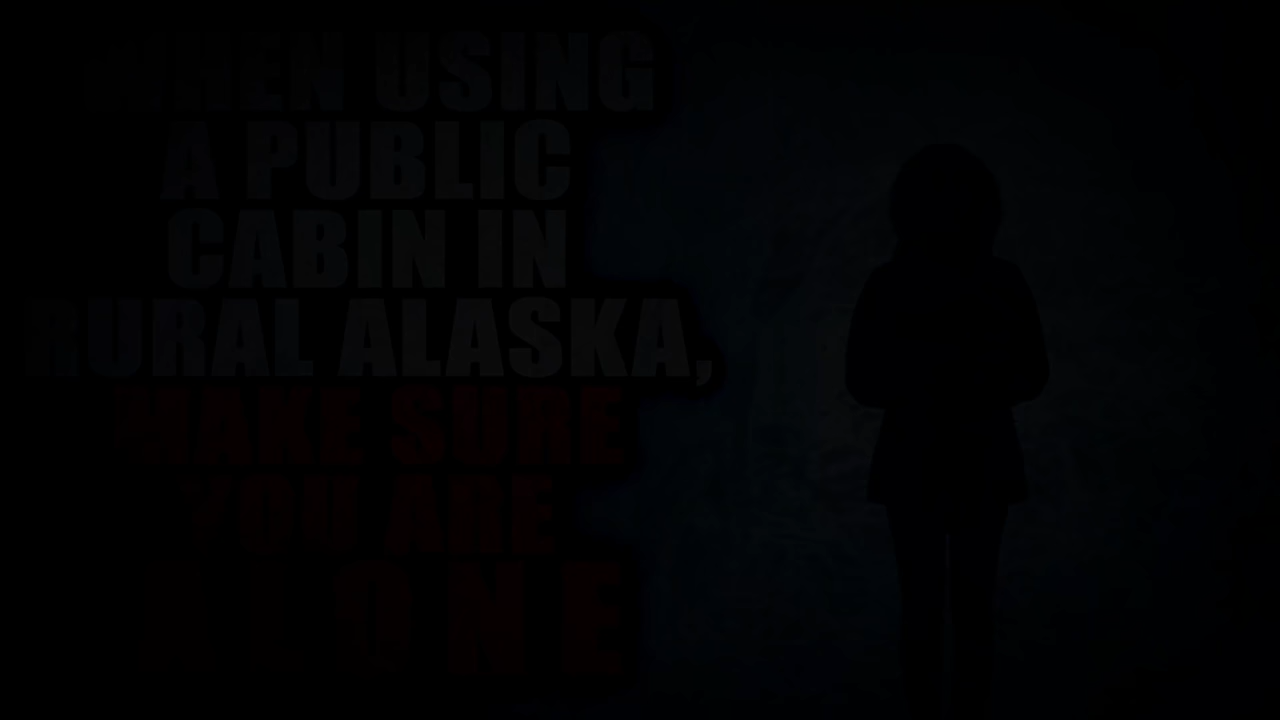 WHEN USING
A PUBLIC
CABIN IN
RURAL ALASKA,
MAKE SURE
YOU ARE
ALONE